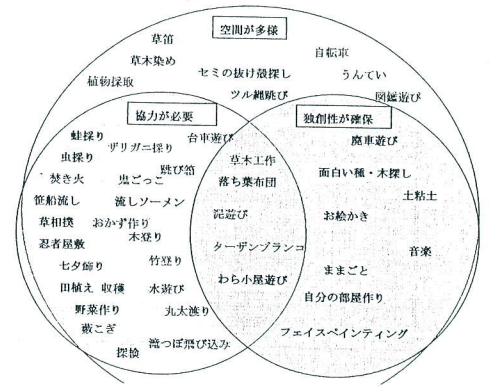 空間が多様
草笛
草木染め
植物採取
セミの抜け殻探し
ツル縄跳び
自転車
うんてい
図鑑遊び
協力が必要
蛙採り
ザリガニ採り
台車遊び
虫採り
跳び箱
焚き火
鬼ごっこ
笹船流し
流しソーメン
草相撲
おかず作り
忍者屋敷
木登り
七夕飾り
竹登り
田植え 収穫
水遊び
野菜作り
丸太渡り
藪こぎ
探検
滝つぼ飛び込み
草木工作
落ち葉布団
泥遊び
ターザンブランコ
わら小屋遊び
独創性が確保
廃車遊び
面白い種・木探し
土粘土
お絵かき
音楽
ままごと
自分の部屋作り
フェイスペインティング